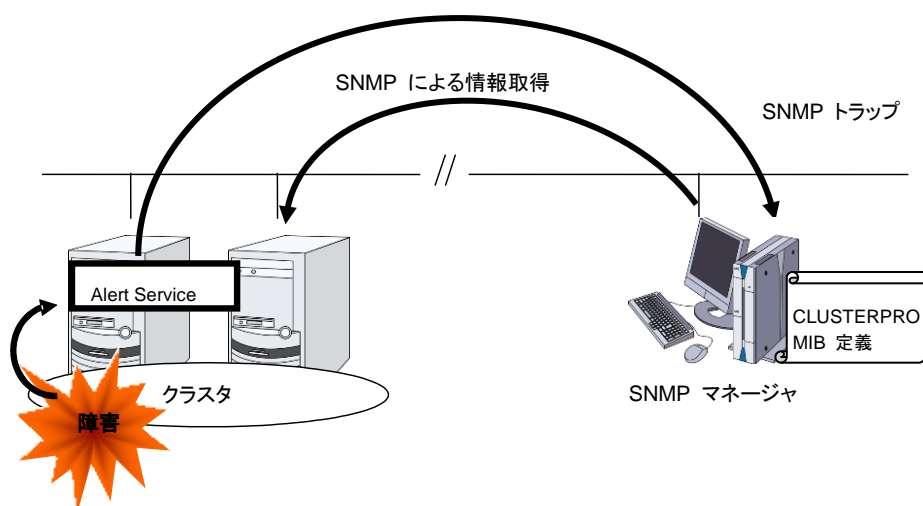 SNMP による情報取得
SNMP トラップ
Alert Service
CLUSTERPRO
MIB 定義
クラスタ
SNMP マネージャ
障害